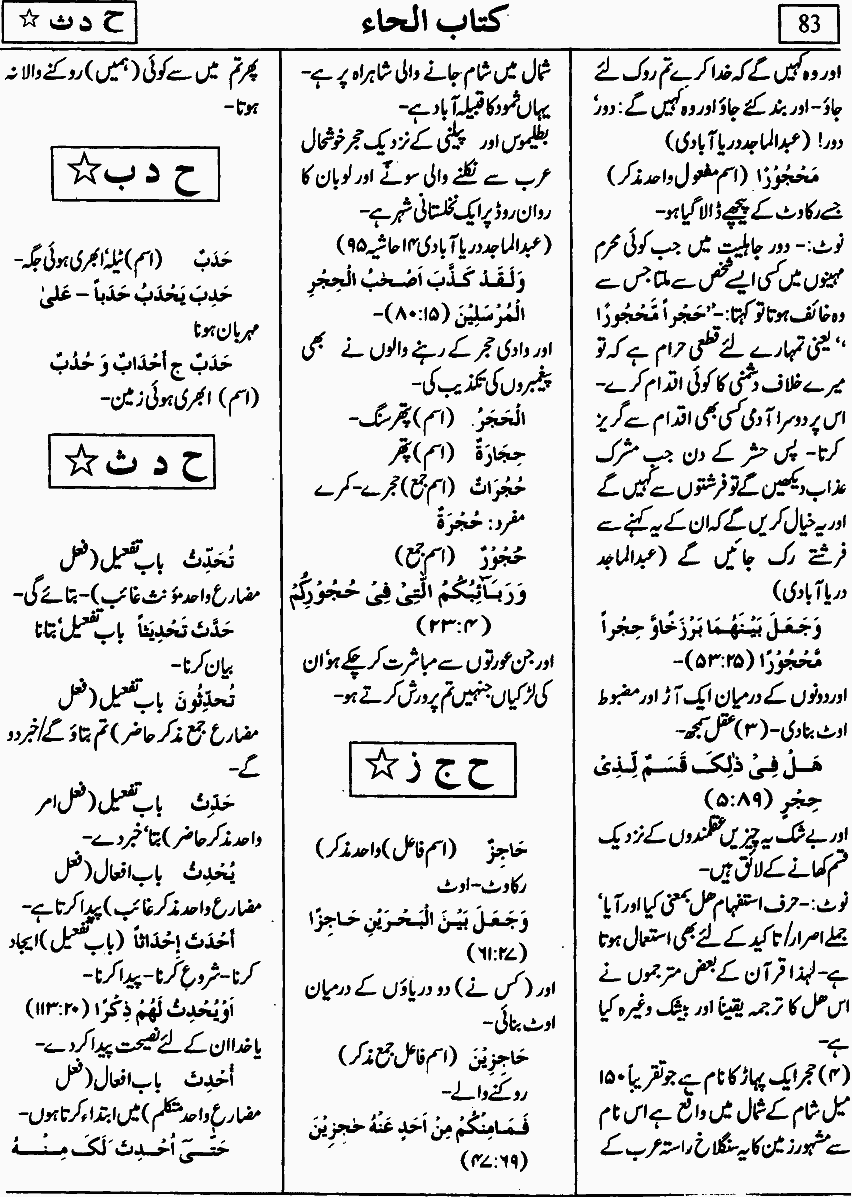 83
کتاب الحاء
ح د ث ☆
اور وہ کہیں گے کہ خدا کرے تم روک لئے
جاؤ-اور بند کئے جاؤ اور وہ کہیں گے: دور'
دور! (عبدالماجد دریا آبادی)
مَحْجُوْرًا (اسم مفعول واحد مذکر)
جسے رکاوٹ کے پیچھے ڈالا گیا ہو-
نوٹ:-دور جاہلیت میں جب کوئی محرم
مہینوں میں کسی ایسے شخص سے ملتا جس سے
وہ خائف ہوتا تو کہتا:-"حَجْراً مَّحْجُوْرًا
" یعنی تمہارے لئے قطعی حرام ہے کہ تو
میرے خلاف دشمنی کا کوئی اقدام کرے-
اس پر دوسرا آدمی کسی بھی اقدام سے گریز
کرتا- پس حشر کے دن جب مشرک
عذاب دیکھیں گے تو فرشتوں سے کہیں گے
اور یہ خیال کریں گے کہ ان کے یہ کہنے سے
فرشتے رک جائیں گے (عبدالماجد
دریا آبادی)
وَجَعَلَ بَيْنَهُمَا بَرْزَخًاوَّ حِجْراً
مَّحْجُوْرًا (۵۳:۲۵)-
اور دونوں کے درمیان ایک آڑ اور مضبوط
اوٹ بنادی-(۳) عقل سمجھ-
هَلْ فِىْ ذٰلِكَ قَسَمٌ لِّذِىْ
حِجْرٍ (۵:۸۹)
اور بے شک یہ چیزیں عقلمندوں کے نزدیک
قسم کھانے کے لائق ہیں-
نوٹ:-حرف استفہام ھل بمعنی کیا اور آیا'
جملے اصرار/تاکید کے لئے بھی استعمال ہوتا
ہے- لہذا قرآن کے بعض مترجموں نے
اس ھل کا ترجمہ یقیناً اور بیشک وغیرہ کیا
ہے-
(۴) حجر ایک پہاڑ کا نام ہے جو تقریباً ۱۵۰
میل شام کے شمال میں واقع ہے اس نام
سے مشہور زمین کا یہ سنگلاخ راستہ عرب کے
شمال میں شام جانے والی شاہراہ پر ہے-
یہاں ثمود کا قبیلہ آباد ہے-
بطلیموس اور پیلنی کے نزدیک حجر خوشحال
عرب سے نکلنے والی سونے اور لوبان کا
رواں روڈ پر ایک نخلستانی شہر ہے-
(عبدالماجد دریا آبادی ۱۴ حاشیہ ۹۵)
وَلَقَدْ كَذَّبَ اَصْحٰبُ الْحِجْرِ
الْمُرْسَلِيْنَ (۸۰:۱۵)-
اور وادی حجر کے رہنے والوں نے بھی
پیغمبروں کی تکذیب کی-
الْحَجَرُ (اسم) پتھر سنگ-
حِجَارَةٌ (اسم) پتھر
حُجُرَاتٌ (اسم جمع) حجرے-کمرے
مفرد: حُجْرَةٌ
حُجُوْرٌ (اسم جمع)
وَرَبَآئِبُكُمُ الّٰتِىْ فِىْ حُجُوْرِكُمْ
(۲۳:۴)
اور جن عورتوں سے مباشرت کر چکے ہو' ان
کی لڑکیاں جنہیں تم پرورش کرتے ہو-
ح ج ز ☆
حَاجِزٌ (اسم فاعل) واحد مذکر)
رکاوٹ-اوٹ
وَجَعَلَ بَيْنَ الْبَحْرَيْنِ حَاجِزًا
(۶۱:۲۷)
اور (کس نے) دو دریاؤں کے درمیان
اوٹ بنائی-
حَاجِزِيْنَ (اسم فاعل جمع مذکر)
روکنے والے-
فَمَامِنْكُمْ مِنْ اَحَدٍ عَنْهُ حٰجِزِيْنَ
(۴۷:۶۹)
پھر تم میں سے کوئی (ہمیں) روکنے والا نہ
ہوتا-
ح د ب ☆
حَدَبٌ (اسم) ٹیلہ' ابھری ہوئی جگہ-
حَدِبَ يَحْدَبُ حَدَباً - عَلىٰ
مہربان ہونا
حَدَبٌ ج أَحْدَابٌ وَ حُدُبٌ
(اسم) ابھری ہوئی زمین-
ح د ث ☆
تُحَدِّثُ باب تفعیل (فعل
مضارع واحد مؤنث غائب)-بتائے گی-
حَدَّثَ تَحْدِيْثاً باب تفعیل' بتانا
بیان کرنا-
تُحَدِّثُونَ باب تفعیل (فعل
مضارع جمع مذکر حاضر) تم بتاؤ گے/خبر دو
گے-
حَدِّثْ باب تفعیل (فعل امر
واحد مذکر حاضر) بتا' خبر دے-
يُحْدِثُ باب افعال (فعل
مضارع واحد مذکر غائب) پیدا کرتا ہے-
أَحْدَثَ إِحْدَاثاً (باب تفعیل) ایجاد
کرنا-شروع کرنا-پیدا کرنا-
اَوْيُحْدِثُ لَهُمْ ذِكْرًا (۱۱۳:۲۰)
یا خدا ان کے لئے نصیحت پیدا کر دے-
أُحْدِثَ باب افعال (فعل
مضارع واحد متکلم) میں ابتداء کرتا ہوں-
حَتّٰىٓ اُحْدِثَ لَكَ مِنْهُ